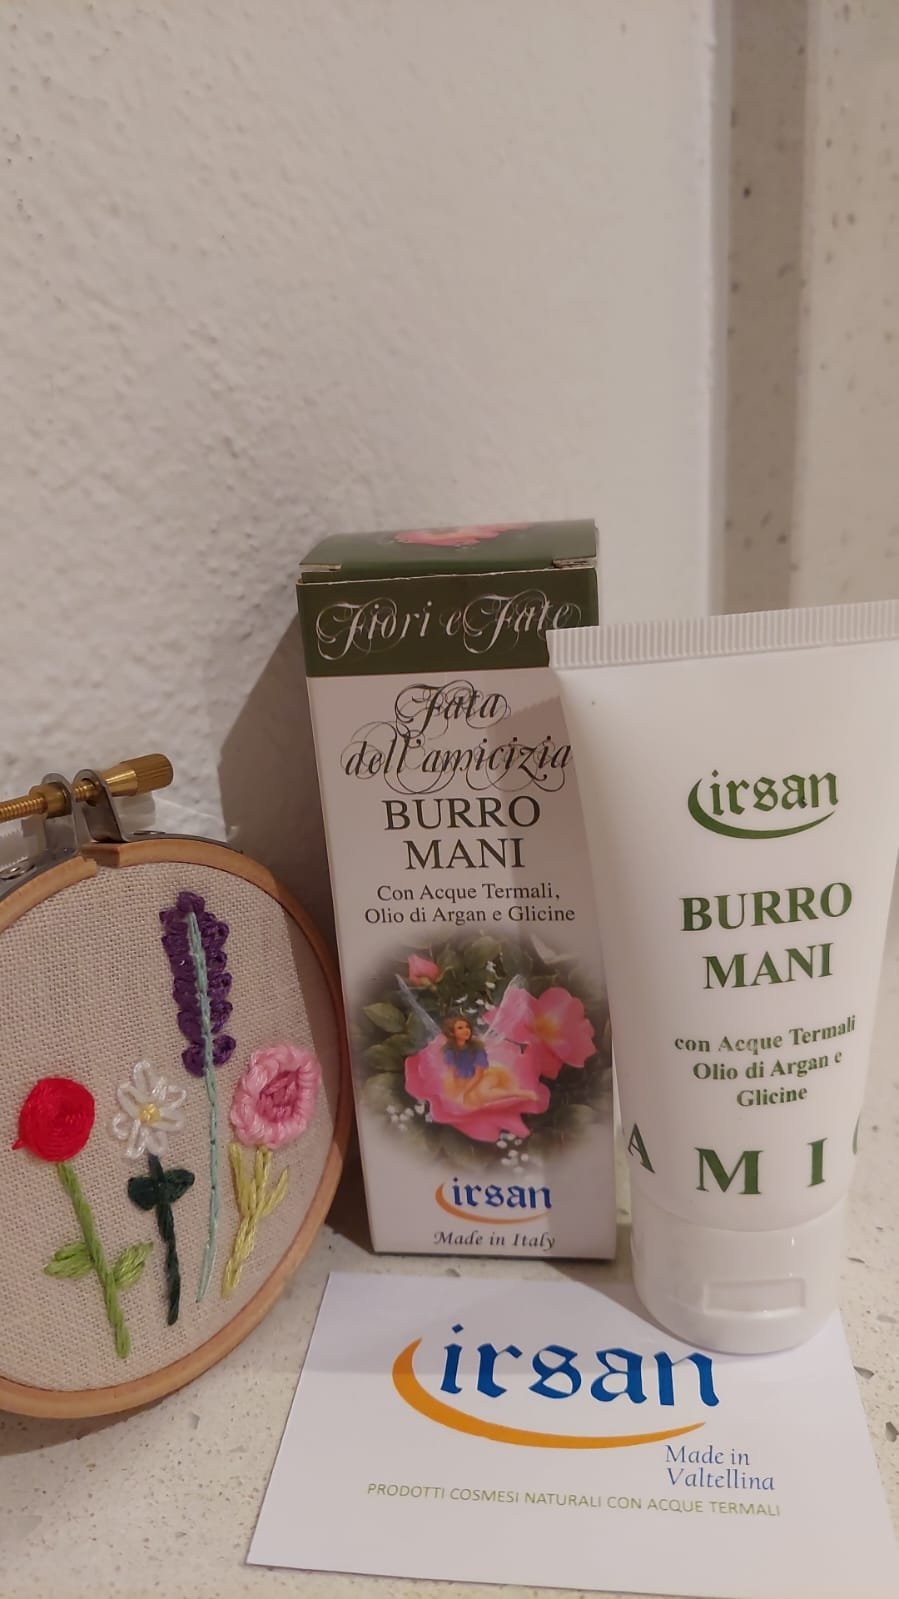 Fiori e Fate
Fata
dell'amicizia
BURRO
MANI
Con Acque Termali,
Olio di Argan e Glicine
irsan
Made in Italy
irsan
BURRO
MANI
con Acque Termali
Olio di Argan e
Glicine
A M I
irsan
Made in
Valtellina
PRODOTTI COSMESI NATURALI CON ACQUE TERMALI